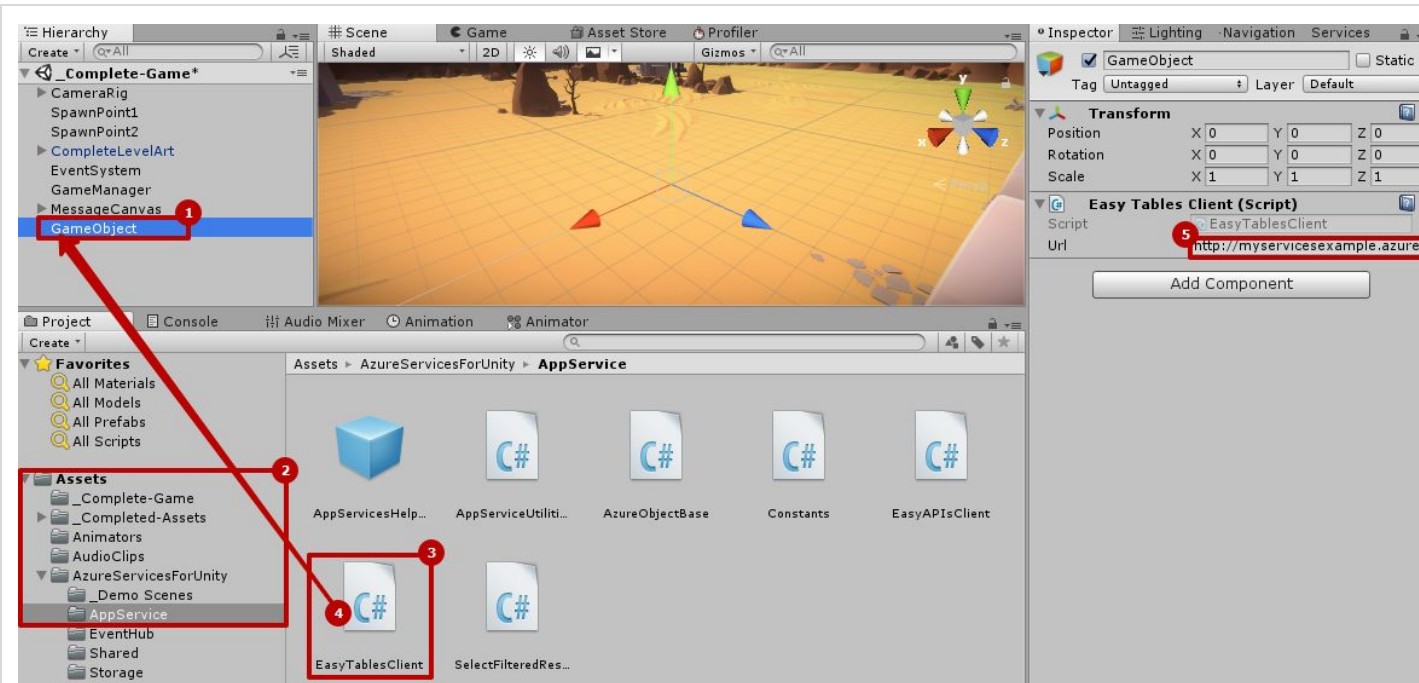 Hierarchy
Create
All
_Complete-Game*
CameraRig
SpawnPoint1
SpawnPoint2
CompleteLevelArt
EventSystem
GameManager
MessageCanvas
1
GameObject
Scene
Game
Asset Store
Profiler
Shaded
2D
Gizmos
All
y
x
z
Persp
Inspector
Lighting
Navigation
Services
GameObject
Static
Tag Untagged
Layer Default
Transform
Position X 0 Y 0 Z 0
Rotation X 0 Y 0 Z 0
Scale X 1 Y 1 Z 1
Easy Tables Client (Script)
Script EasyTablesClient
5
Url http://myservicesexample.azure
Add Component
Project
Console
Audio Mixer
Animation
Animator
Create
Favorites
All Materials
All Models
All Prefabs
All Scripts
2
Assets
_Complete-Game
_Completed-Assets
Animators
AudioClips
AzureServicesForUnity
_Demo Scenes
AppService
EventHub
Shared
Storage
Assets AzureServicesForUnity AppService
C# C# C# C#
AppServicesHelp... AppServiceUtiliti... AzureObjectBase Constants EasyAPIsClient
3
4
C# C#
EasyTablesClient SelectFilteredRes...